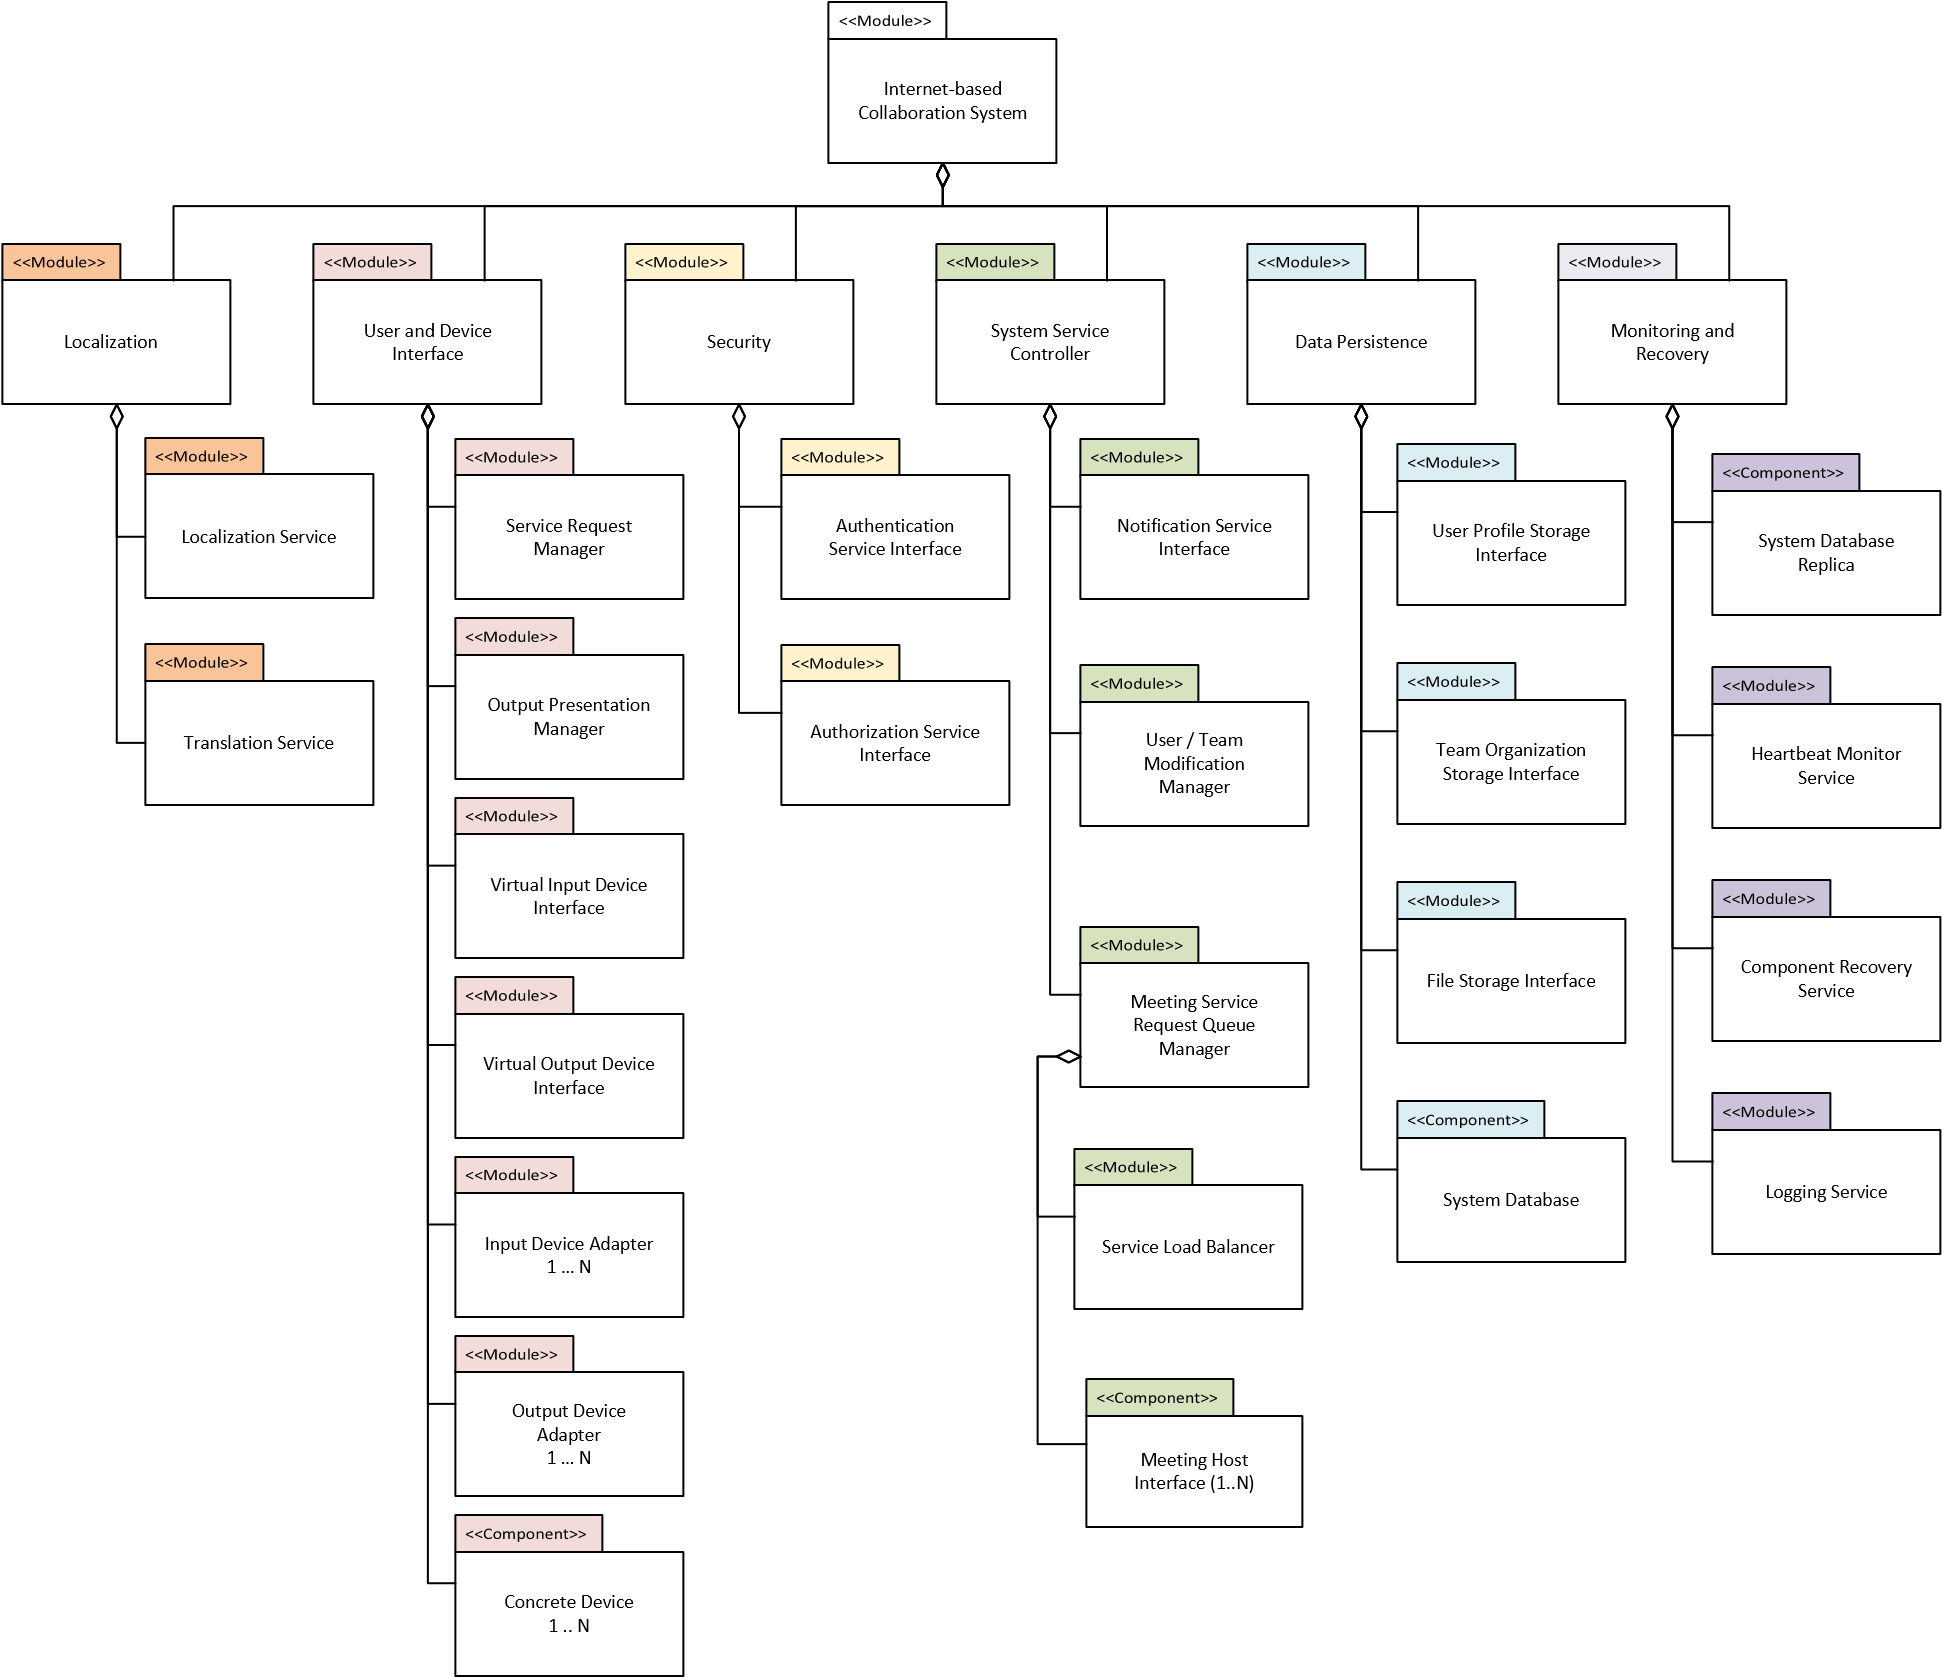 <<Module>>
Internet-based
Collaboration System
<<Module>>
Localization
<<Module>>
Localization Service
<<Module>>
Translation Service
<<Module>>
User and Device
Interface
<<Module>>
Service Request
Manager
<<Module>>
Output Presentation
Manager
<<Module>>
Virtual Input Device
Interface
<<Module>>
Virtual Output Device
Interface
<<Module>>
Input Device Adapter
1 ... N
<<Module>>
Output Device
Adapter
1 ... N
<<Component>>
Concrete Device
1 .. N
<<Module>>
Security
<<Module>>
Authentication
Service Interface
<<Module>>
Authorization Service
Interface
<<Module>>
System Service
Controller
<<Module>>
Notification Service
Interface
<<Module>>
User / Team
Modification
Manager
<<Module>>
Meeting Service
Request Queue
Manager
<<Module>>
Service Load Balancer
<<Component>>
Meeting Host
Interface (1..N)
<<Module>>
Data Persistence
<<Module>>
User Profile Storage
Interface
<<Module>>
Team Organization
Storage Interface
<<Module>>
File Storage Interface
<<Component>>
System Database
<<Module>>
Monitoring and
Recovery
<<Component>>
System Database
Replica
<<Module>>
Heartbeat Monitor
Service
<<Module>>
Component Recovery
Service
<<Module>>
Logging Service